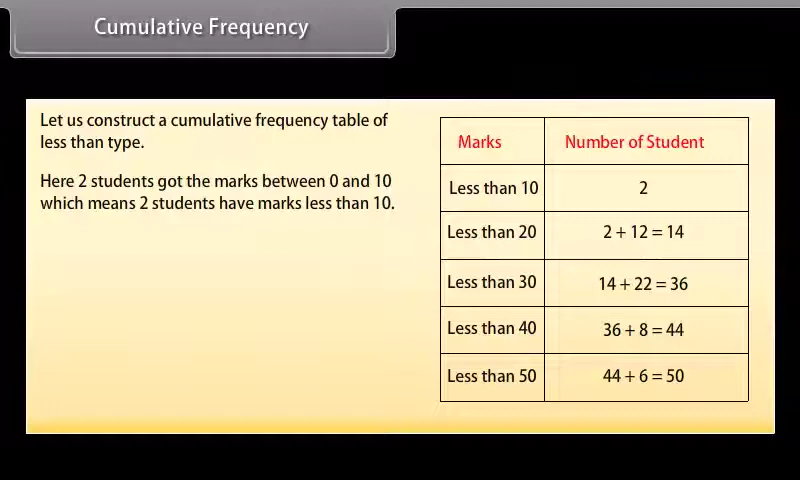 Cumulative Frequency
Let us construct a cumulative frequency table of
less than type.
Here 2 students got the marks between 0 and 10
which means 2 students have marks less than 10.
Marks Number of Student
Less than 10 2
Less than 20 2 + 12 = 14
Less than 30 14 + 22 = 36
Less than 40 36 + 8 = 44
Less than 50 44 + 6 = 50